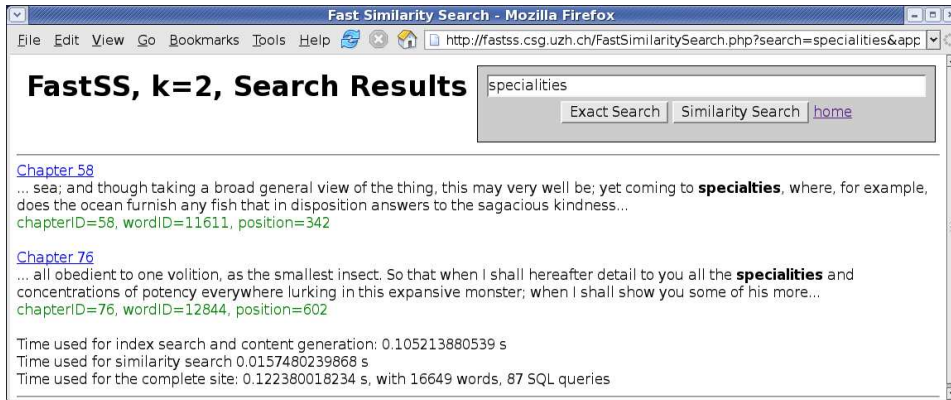 Fast Similarity Search - Mozilla Firefox
File Edit View Go Bookmarks Tools Help http://fastss.csg.uzh.ch/FastSimilaritySearch.php?search=specialities&app
FastSS, k=2, Search Results
specialities
Exact Search Similarity Search home
Chapter 58
... sea; and though taking a broad general view of the thing, this may very well be; yet coming to specialties, where, for example,
does the ocean furnish any fish that in disposition answers to the sagacious kindness...
chapterID=58, wordID=11611, position=342
Chapter 76
... all obedient to one volition, as the smallest insect. So that when I shall hereafter detail to you all the specialities and
concentrations of potency everywhere lurking in this expansive monster; when I shall show you some of his more...
chapterID=76, wordID=12844, position=602
Time used for index search and content generation: 0.105213880539 s
Time used for similarity search 0.0157480239868 s
Time used for the complete site: 0.122380018234 s, with 16649 words, 87 SQL queries